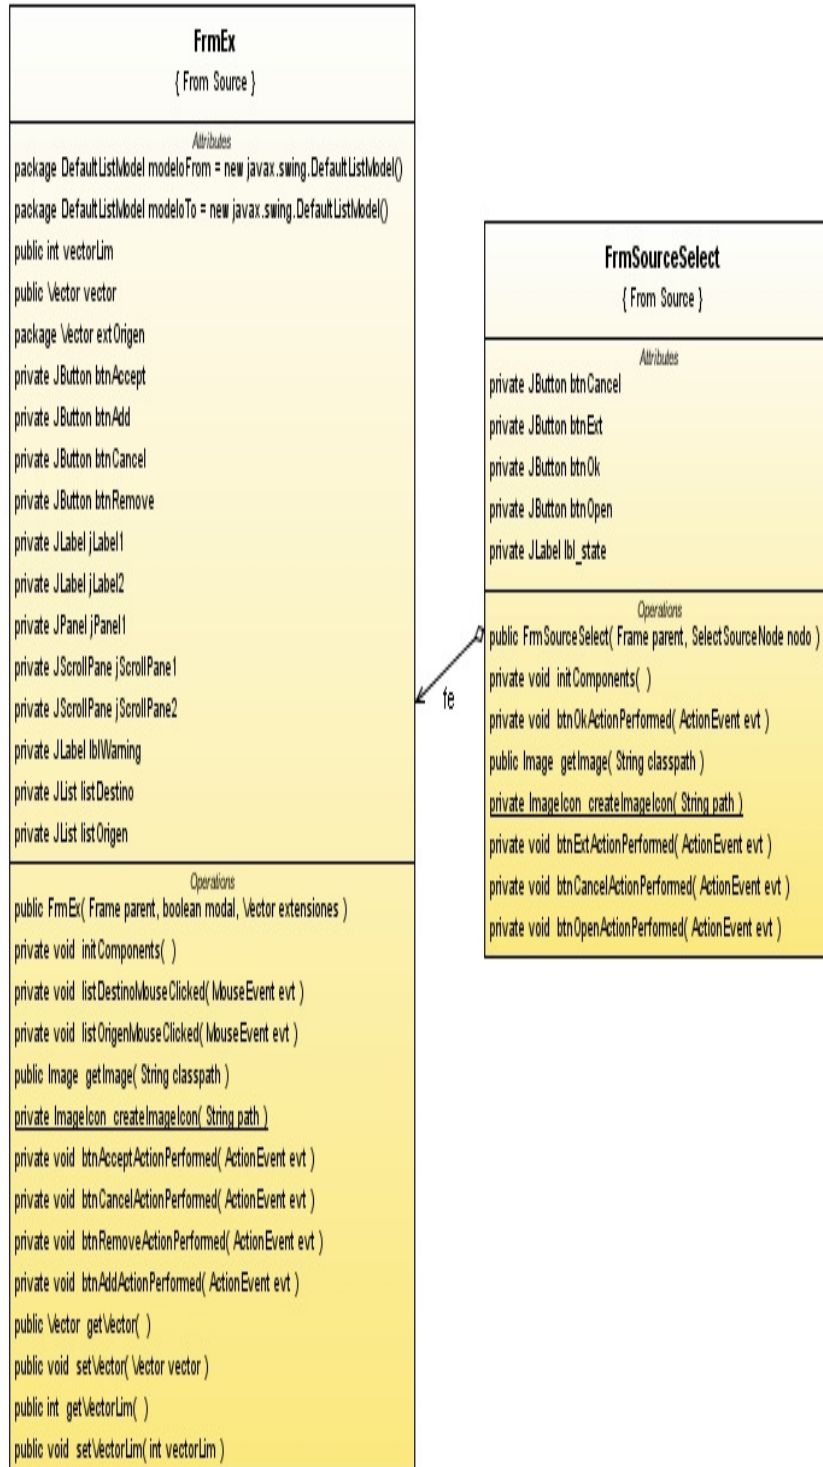 FrmEx
{ From Source }
Attributes
package DefaultListModel modeloFrom = new javax.swing.DefaultListModel()
package DefaultListModel modeloTo = new javax.swing.DefaultListModel()
public int vectorLim
public Vector vector
package Vector extOrigen
private JButton btnAccept
private JButton btnAdd
private JButton btnCancel
private JButton btnRemove
private JLabel jLabel1
private JLabel jLabel2
private JPanel jPanel1
private JScrollPane jScrollPane1
private JScrollPane jScrollPane2
private JLabel lblWarning
private JList listDestino
private JList listOrigen
Operations
public FrmEx( Frame parent, boolean modal, Vector extensiones )
private void initComponents( )
private void listDestinoMouseClicked( MouseEvent evt )
private void listOrigenMouseClicked( MouseEvent evt )
public Image getImage( String classpath )
private ImageIcon createImageIcon( String path )
private void btnAcceptActionPerformed( ActionEvent evt )
private void btnCancelActionPerformed( ActionEvent evt )
private void btnRemoveActionPerformed( ActionEvent evt )
private void btnAddActionPerformed( ActionEvent evt )
public Vector getVector( )
public void setVector( Vector vector )
public int getVectorLim( )
public void setVectorLim( int vectorLim )
fe
FrmSourceSelect
{ From Source }
Attributes
private JButton btnCancel
private JButton btnExt
private JButton btnOk
private JButton btnOpen
private JLabel lbl_state
Operations
public FrmSourceSelect( Frame parent, SelectSourceNode nodo )
private void initComponents( )
private void btnOkActionPerformed( ActionEvent evt )
public Image getImage( String classpath )
private ImageIcon createImageIcon( String path )
private void btnExtActionPerformed( ActionEvent evt )
private void btnCancelActionPerformed( ActionEvent evt )
private void btnOpenActionPerformed( ActionEvent evt )